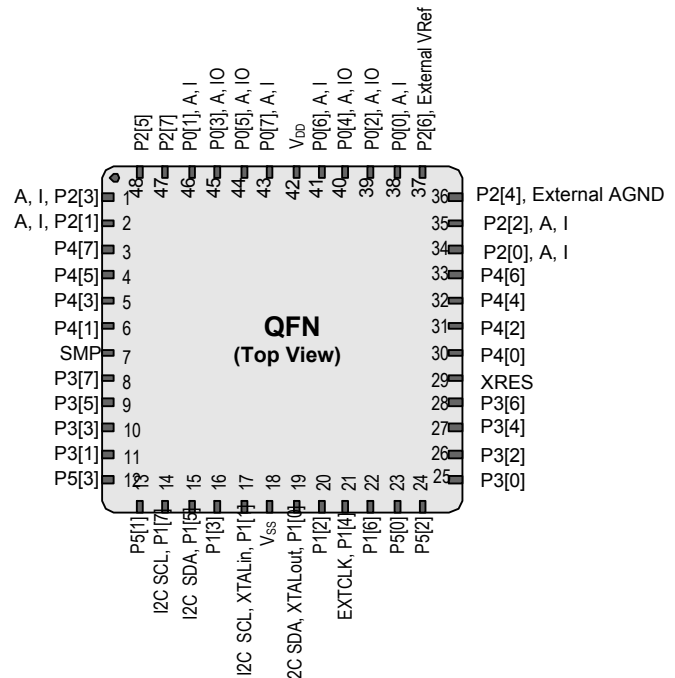 P2[5]
P2[7]
P0[1], A, I
P0[3], A, IO
P0[5], A, IO
P0[7], A, I
VDD
P0[6], A, I
P0[4], A, IO
P0[2], A, IO
P0[0], A, I
P2[6], External VRef
48
47
46
45
44
43
42
41
40
39
38
37
A, I, P2[3] 1
A, I, P2[1] 2
P4[7] 3
P4[5] 4
P4[3] 5
P4[1] 6
SMP 7
P3[7] 8
P3[5] 9
P3[3] 10
P3[1] 11
P5[3] 12
QFN
(Top View)
36 P2[4], External AGND
35 P2[2], A, I
34 P2[0], A, I
33 P4[6]
32 P4[4]
31 P4[2]
30 P4[0]
29 XRES
28 P3[6]
27 P3[4]
26 P3[2]
25 P3[0]
13
14
15
16
17
18
19
20
21
22
23
24
P5[1]
I2C SCL, P1[7]
I2C SDA, P1[5]
P1[3]
I2C SCL, XTALin, P1[1]
Vss
2C SDA, XTALout, P1[0]
P1[2]
EXTCLK, P1[4]
P1[6]
P5[0]
P5[2]